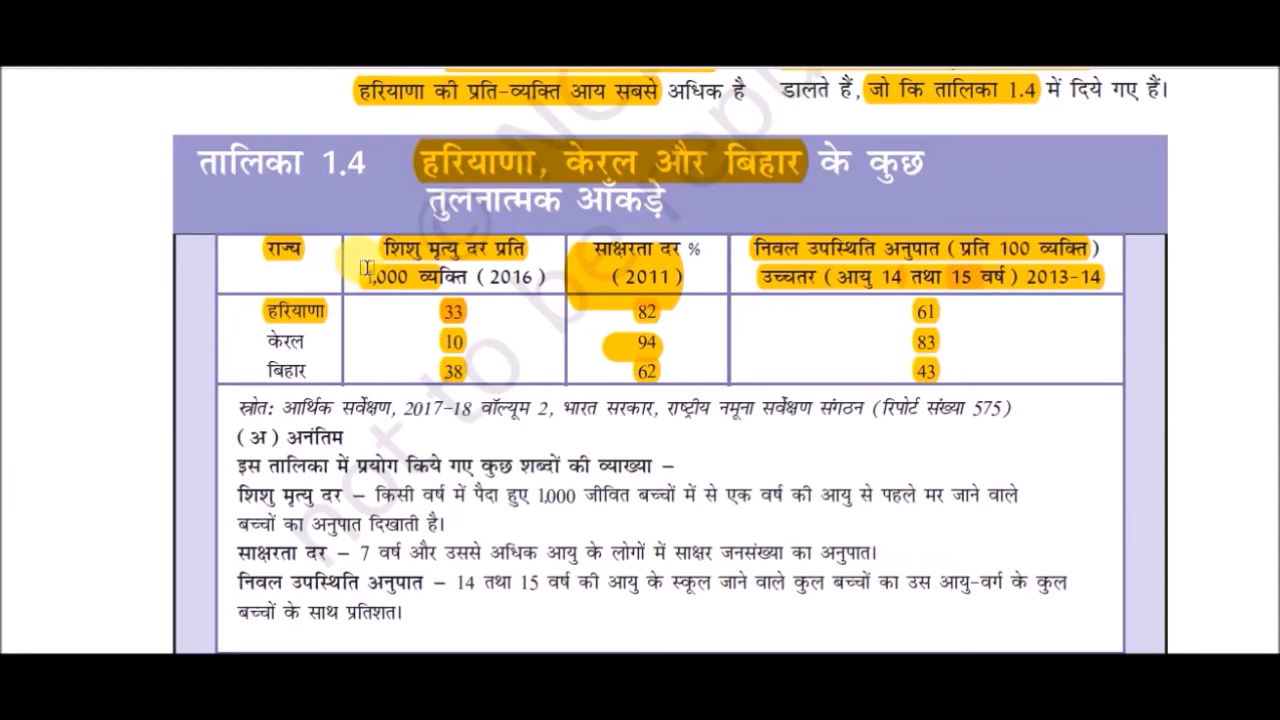 हरियाणा की प्रति-व्यक्ति आय सबसे अधिक है
डालते हैं, जो कि तालिका 1.4 में दिये गए हैं।
तालिका 1.4 हरियाणा, केरल और बिहार के कुछ
तुलनात्मक आँकड़े
राज्य
शिशु मृत्यु दर प्रति
1,000 व्यक्ति (2016)
साक्षरता दर %
(2011)
निवल उपस्थिति अनुपात (प्रति 100 व्यक्ति)
उच्चतर (आयु 14 तथा 15 वर्ष) 2013-14
हरियाणा 33 82 61
केरल 10 94 83
बिहार 38 62 43
स्रोतः आर्थिक सर्वेक्षण, 2017-18 वॉल्यूम 2, भारत सरकार, राष्ट्रीय नमूना सर्वेक्षण संगठन (रिपोर्ट संख्या 575)
(अ) अनंतिम
इस तालिका में प्रयोग किये गए कुछ शब्दों की व्याख्या –
शिशु मृत्यु दर – किसी वर्ष में पैदा हुए 1,000 जीवित बच्चों में से एक वर्ष की आयु से पहले मर जाने वाले
बच्चों का अनुपात दिखाती है।
साक्षरता दर – 7 वर्ष और उससे अधिक आयु के लोगों में साक्षर जनसंख्या का अनुपात।
निवल उपस्थिति अनुपात – 14 तथा 15 वर्ष की आयु के स्कूल जाने वाले कुल बच्चों का उस आयु-वर्ग के कुल
बच्चों के साथ प्रतिशत।
not to be